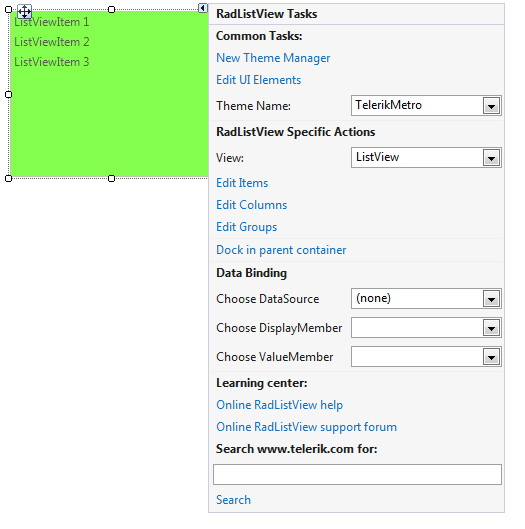 ListViewItem 1
ListViewItem 2
ListViewItem 3
RadListView Tasks
Common Tasks:
New Theme Manager
Edit UI Elements
Theme Name: TelerikMetro
RadListView Specific Actions
View: ListView
Edit Items
Edit Columns
Edit Groups
Dock in parent container
Data Binding
Choose DataSource (none)
Choose DisplayMember
Choose ValueMember
Learning center:
Online RadListView help
Online RadListView support forum
Search www.telerik.com for:
Search